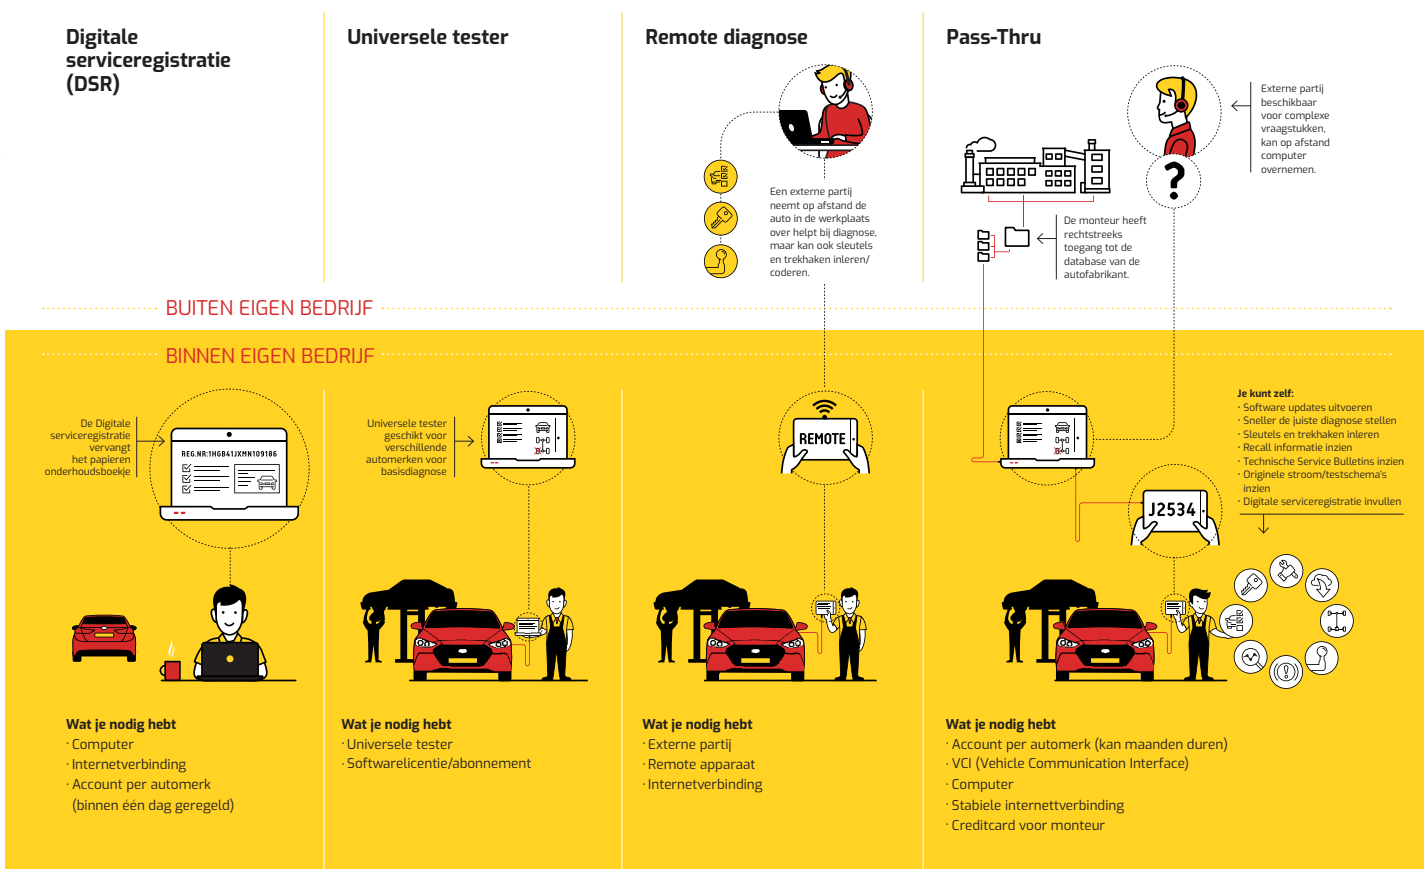 Digitale
serviceregistratie
(DSR)
Universele tester
Remote diagnose
Een externe partij
neemt op afstand de
auto in de werkplaats
over helpt bij diagnose,
maar kan ook sleutels
en trekhaken inleren/
coderen.
Pass-Thru
Externe partij
beschikbaar
voor complexe
vraagstukken,
kan op afstand
computer
overnemen.
?
De monteur heeft
rechtstreeks
toegang tot de
database van de
autofabrikant.
BUITEN EIGEN BEDRIJF
BINNEN EIGEN BEDRIJF
De Digitale
serviceregistratie
vervangt
het papieren
onderhoudsboekje
REG.NR:1HGB41JXMN109186
Universele tester
geschikt voor
verschillende
automerken voor
basisdiagnose
REMOTE
J2534
Je kunt zelf:
· Software updates uitvoeren
· Sneller de juiste diagnose stellen
· Sleutels en trekhaken inleren
· Recall informatie inzien
· Technische Service Bulletins inzien
· Originele stroom/testschema's
inzien
· Digitale serviceregistratie invullen
Wat je nodig hebt
· Computer
· Internetverbinding
· Account per automerk
(binnen één dag geregeld)
Wat je nodig hebt
· Universele tester
· Softwarelicentie/abonnement
Wat je nodig hebt
· Externe partij
· Remote apparaat
· Internetverbinding
Wat je nodig hebt
· Account per automerk (kan maanden duren)
· VCI (Vehicle Communication Interface)
· Computer
· Stabiele internettverbinding
· Creditcard voor monteur